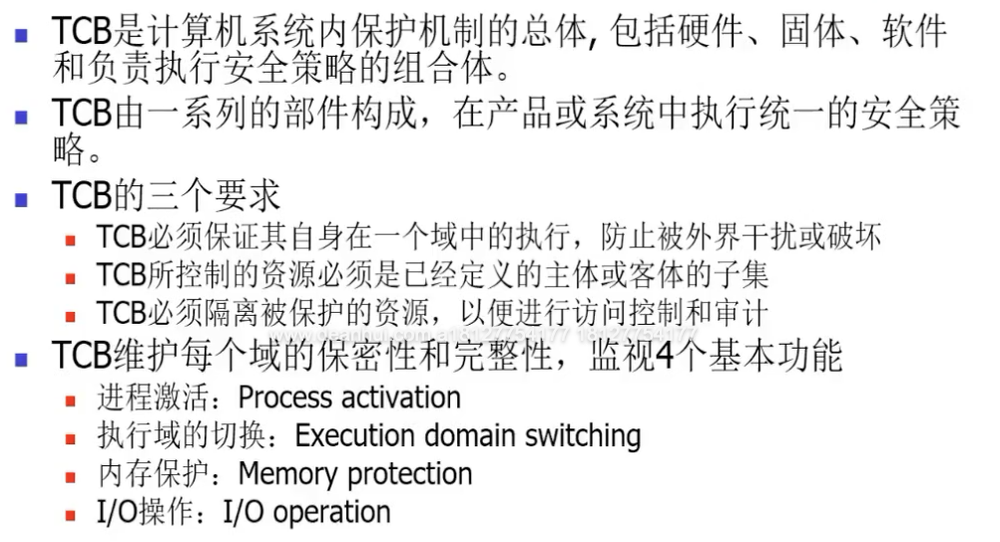 TCB是计算机系统内保护机制的总体, 包括硬件、固体、软件
和负责执行安全策略的组合体。
TCB由一系列的部件构成，在产品或系统中执行统一的安全策
略。
TCB的三个要求
TCB必须保证其自身在一个域中的执行，防止被外界干扰或破坏
TCB所控制的资源必须是已经定义的主体或客体的子集
TCB必须隔离被保护的资源，以便进行访问控制和审计
TCB维护每个域的保密性和完整性，监视4个基本功能
进程激活：Process activation
执行域的切换：Execution domain switching
内存保护：Memory protection
I/O操作：I/O operation